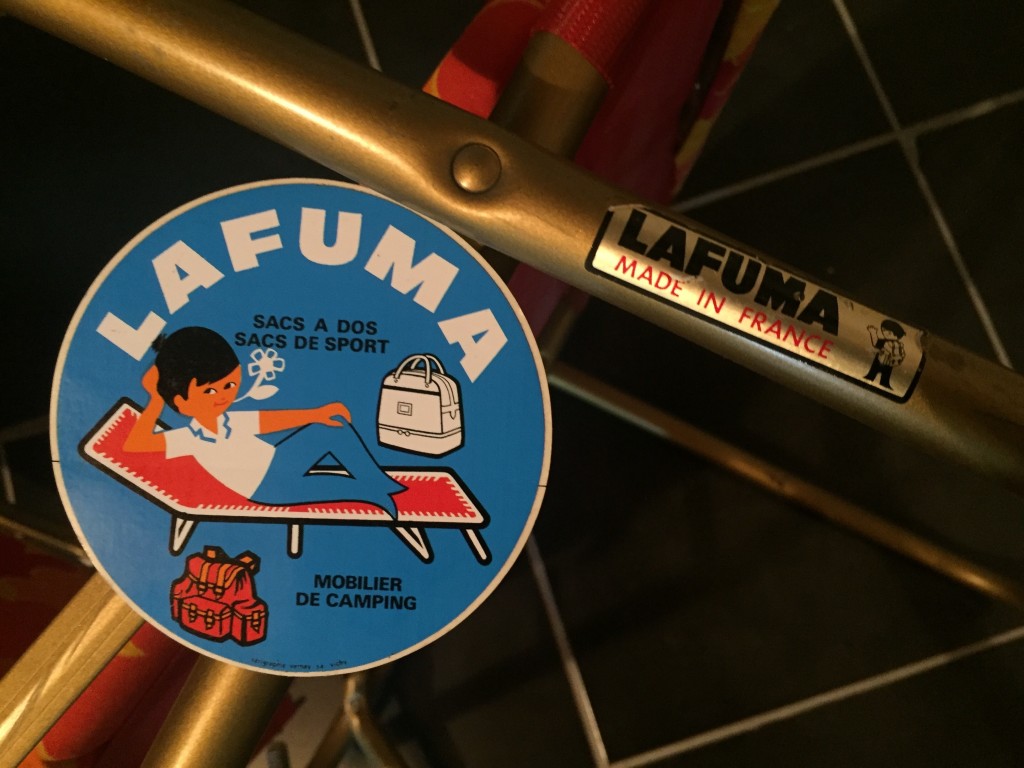 LAFUMA
SACS A DOS
SACS DE SPORT
MOBILIER
DE CAMPING
LAFUMA
MADE IN FRANCE